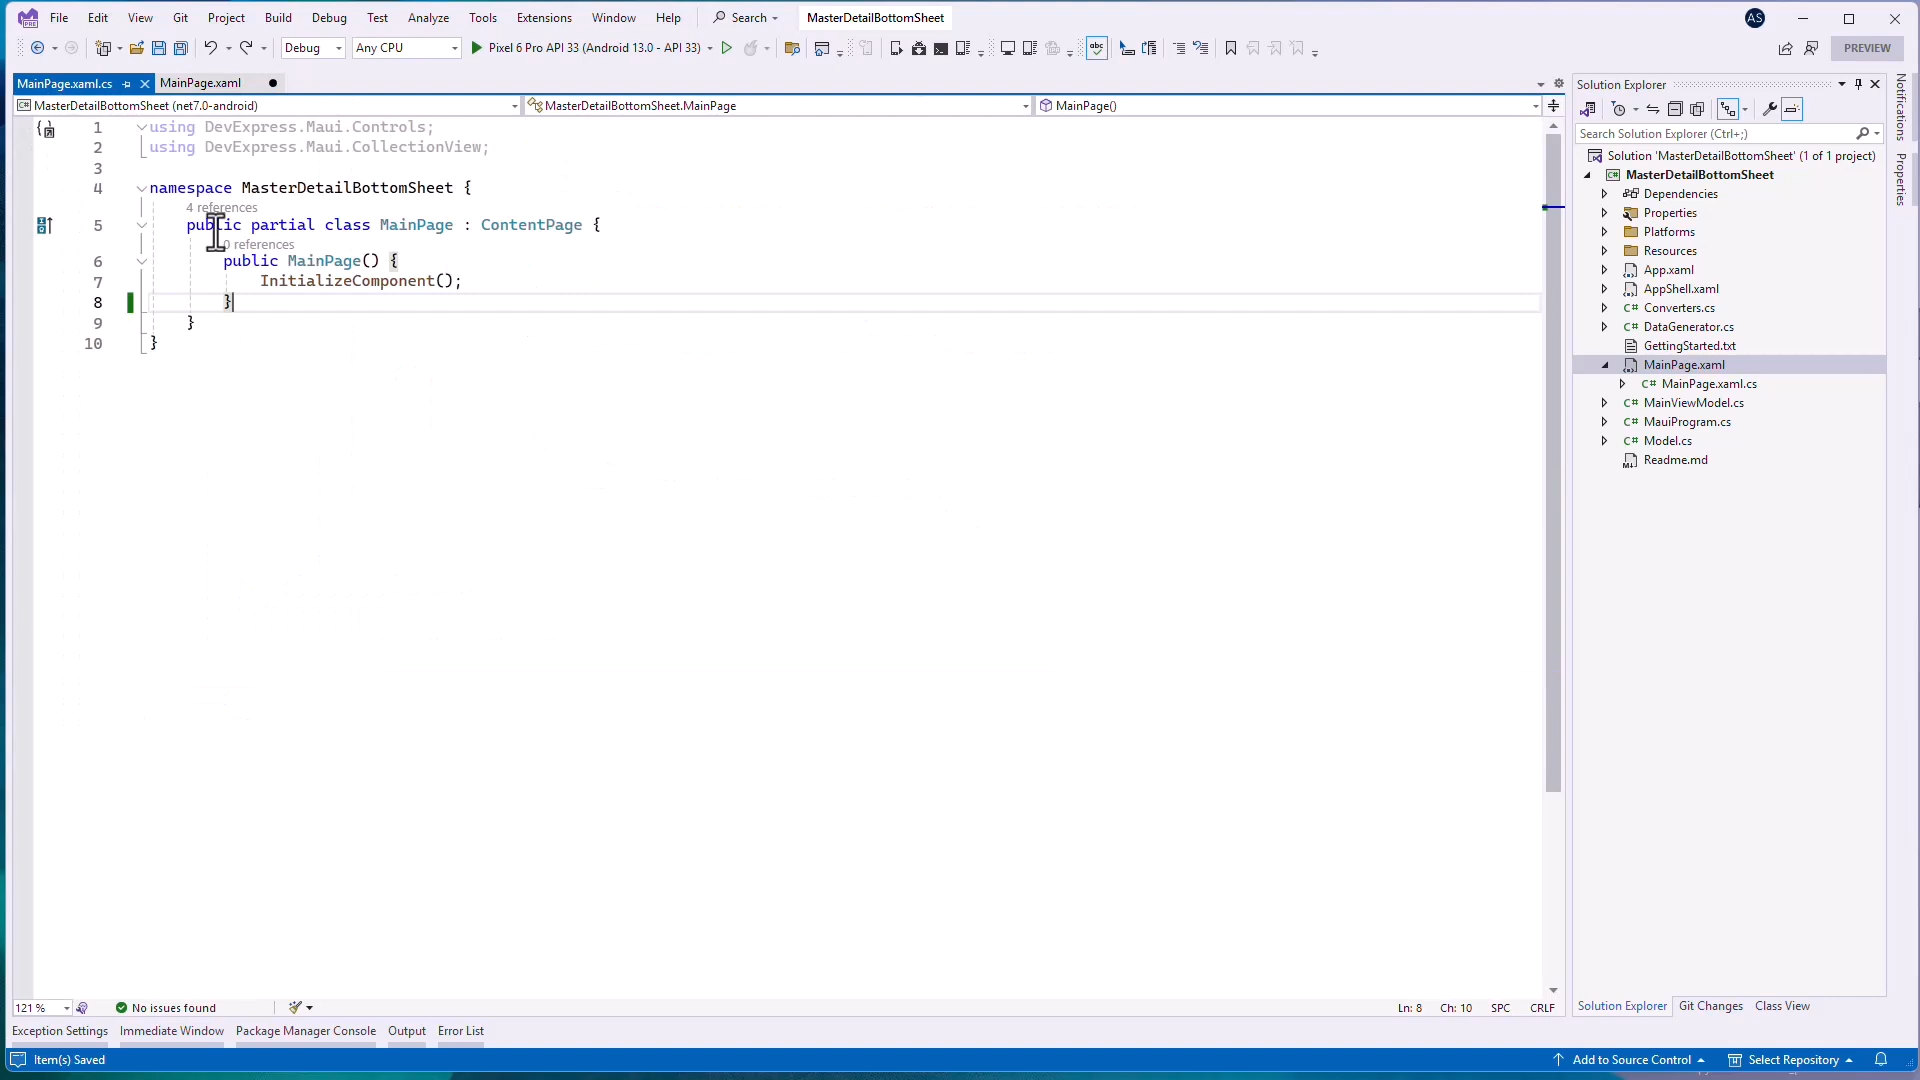 File Edit View Git Project Build Debug Test Analyze Tools Extensions Window Help Search MasterDetailBottomSheet AS
Debug Any CPU Pixel 6 Pro API 33 (Android 13.0 - API 33) abc PREVIEW
MainPage.xaml.cs MainPage.xaml
MasterDetailBottomSheet (net7.0-android) MasterDetailBottomSheet.MainPage MainPage()
1 using DevExpress.Maui.Controls;
2 using DevExpress.Maui.CollectionView;
3
4 namespace MasterDetailBottomSheet {
4 references
5 public partial class MainPage : ContentPage {
0 references
6 public MainPage() {
7 InitializeComponent();
8 }
9 }
10 }
121 % No issues found Ln: 8 Ch: 10 SPC CRLF
Exception Settings Immediate Window Package Manager Console Output Error List
Item(s) Saved Add to Source Control Select Repository
Solution Explorer
Search Solution Explorer (Ctrl+;)
Solution 'MasterDetailBottomSheet' (1 of 1 project)
MasterDetailBottomSheet
Dependencies
Properties
Platforms
Resources
App.xaml
AppShell.xaml
C# Converters.cs
C# DataGenerator.cs
GettingStarted.txt
MainPage.xaml
C# MainPage.xaml.cs
C# MainViewModel.cs
C# MauiProgram.cs
C# Model.cs
Readme.md
Solution Explorer Git Changes Class View
Notifications
Properties